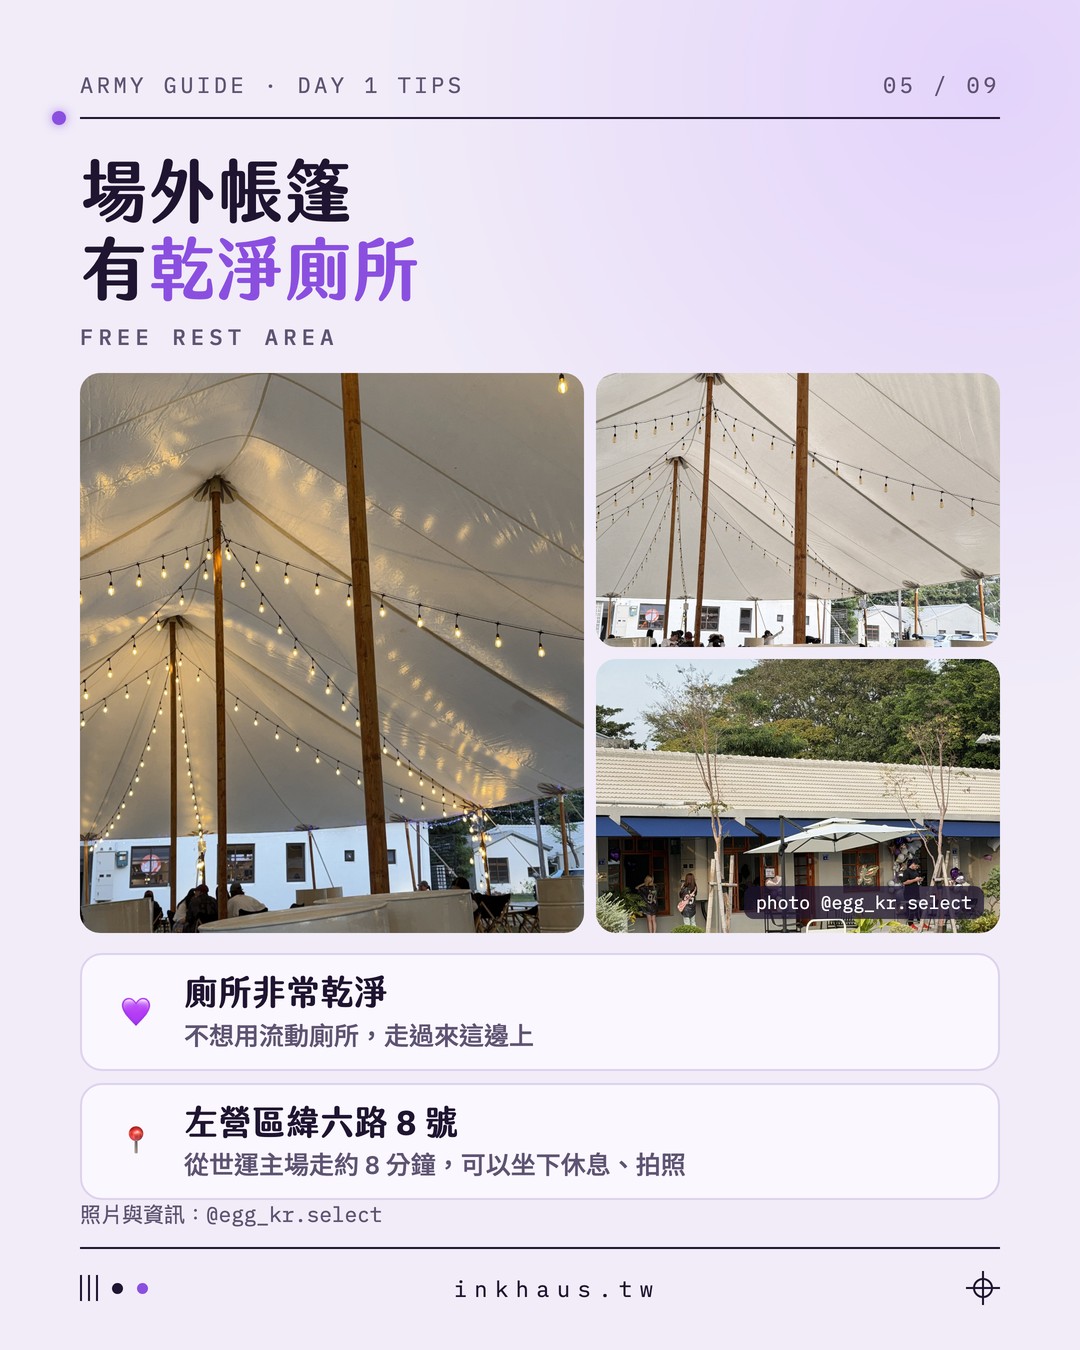 ARMY GUIDE · DAY 1 TIPS
05 / 09
場外帳篷
有乾淨廁所
FREE REST AREA
photo @egg_kr.select
廁所非常乾淨
不想用流動廁所，走過來這邊上
左營區緯六路 8 號
從世運主場走約 8 分鐘，可以坐下休息、拍照
照片與資訊：@egg_kr.select
inkhaus.tw